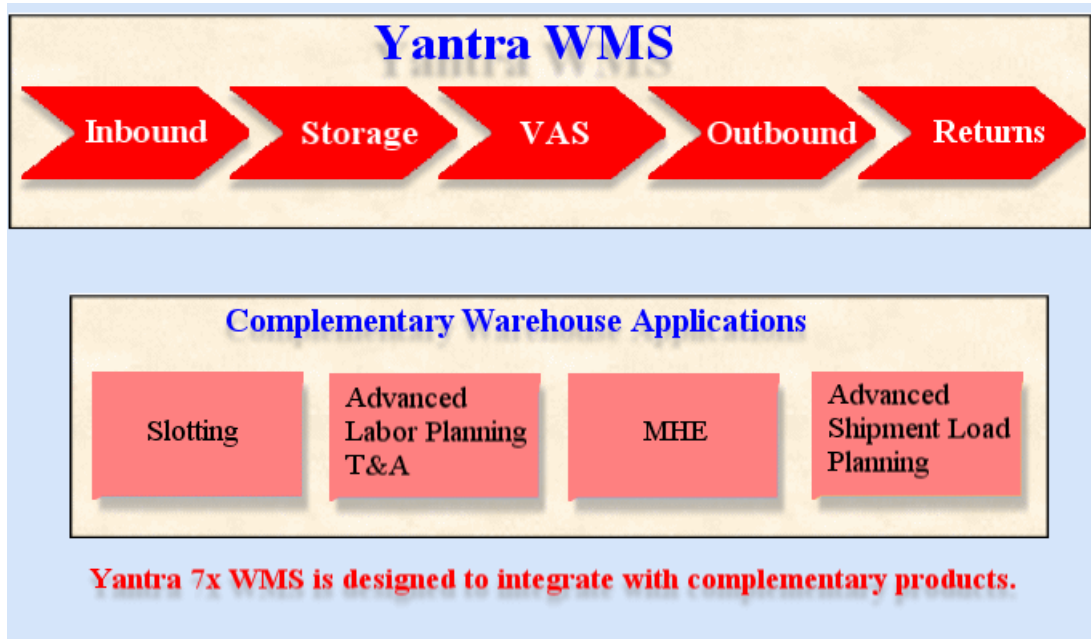 Yantra WMS
Inbound
Storage
VAS
Outbound
Returns
Complementary Warehouse Applications
Slotting
Advanced
Labor Planning
T&A
MHE
Advanced
Shipment Load
Planning
Yantra 7x WMS is designed to integrate with complementary products.